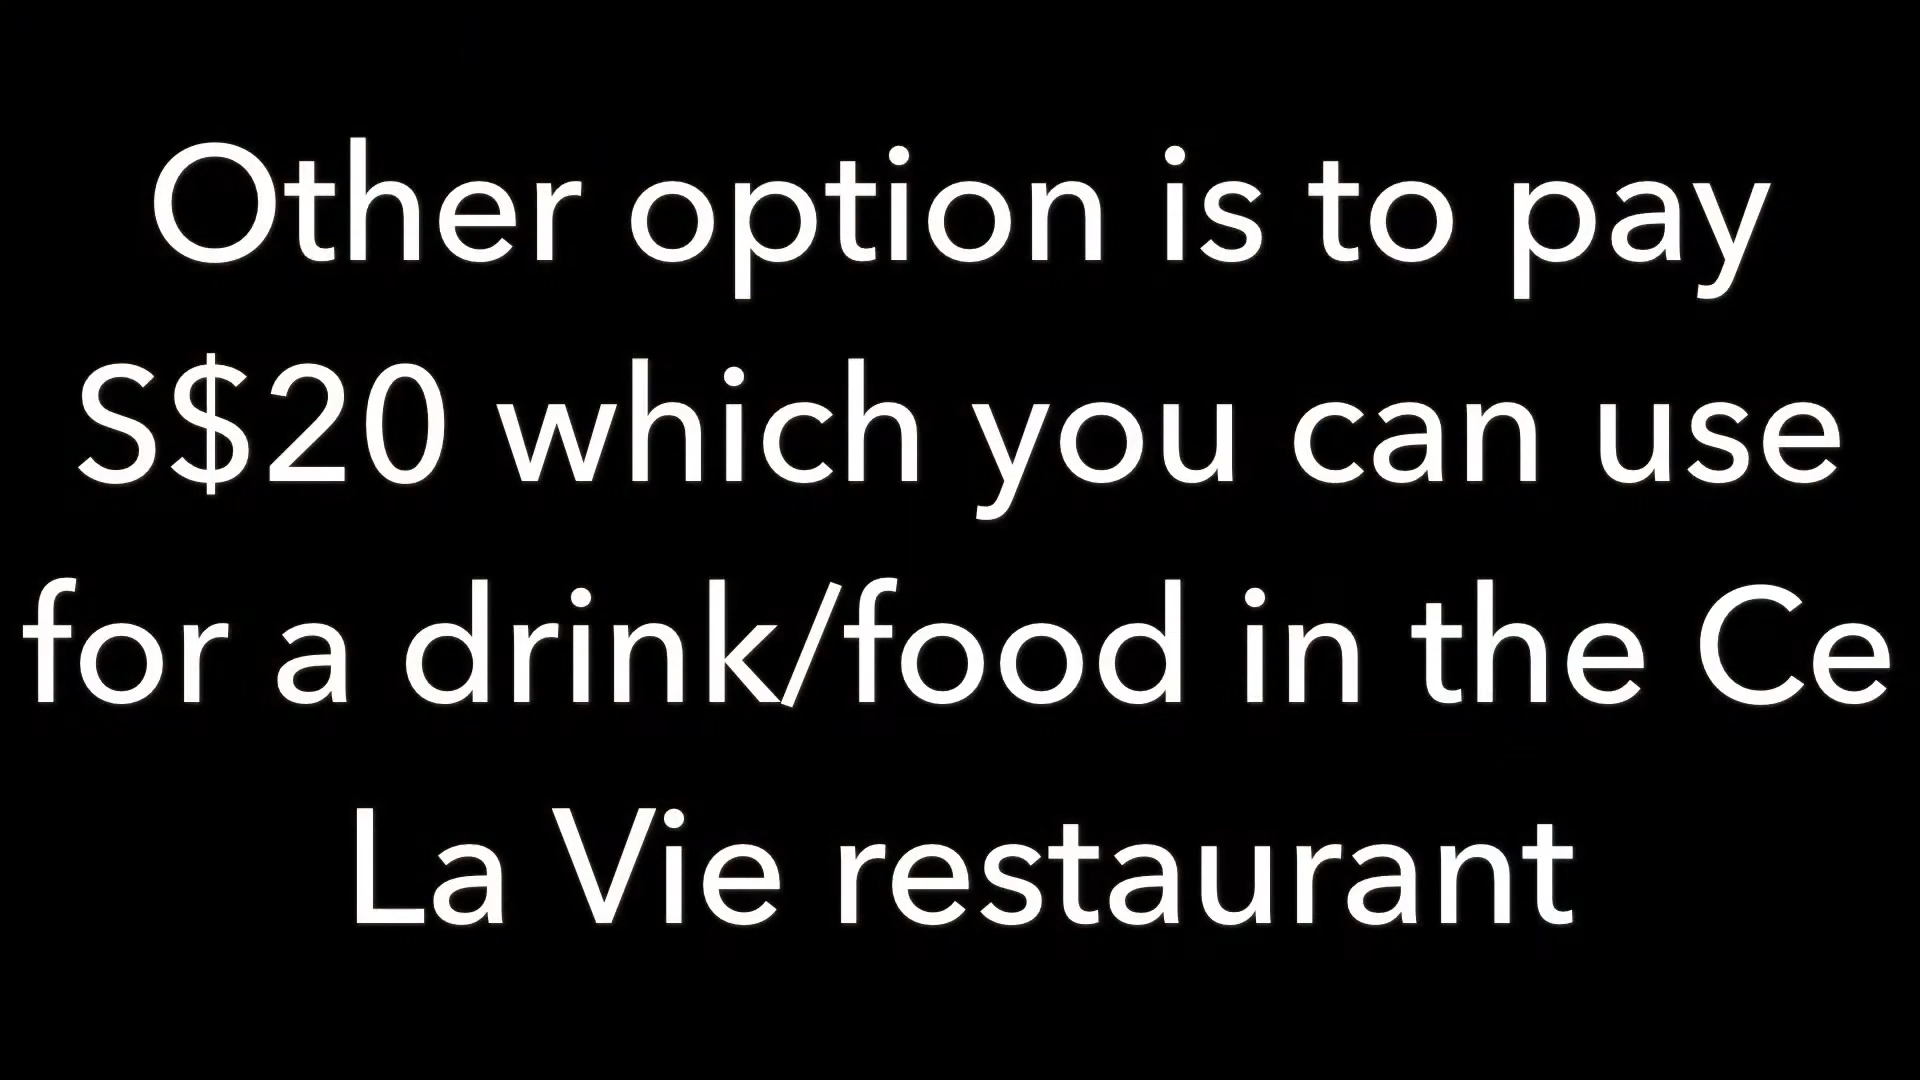 Other option is to pay
S$20 which you can use
for a drink/food in the Ce
La Vie restaurant